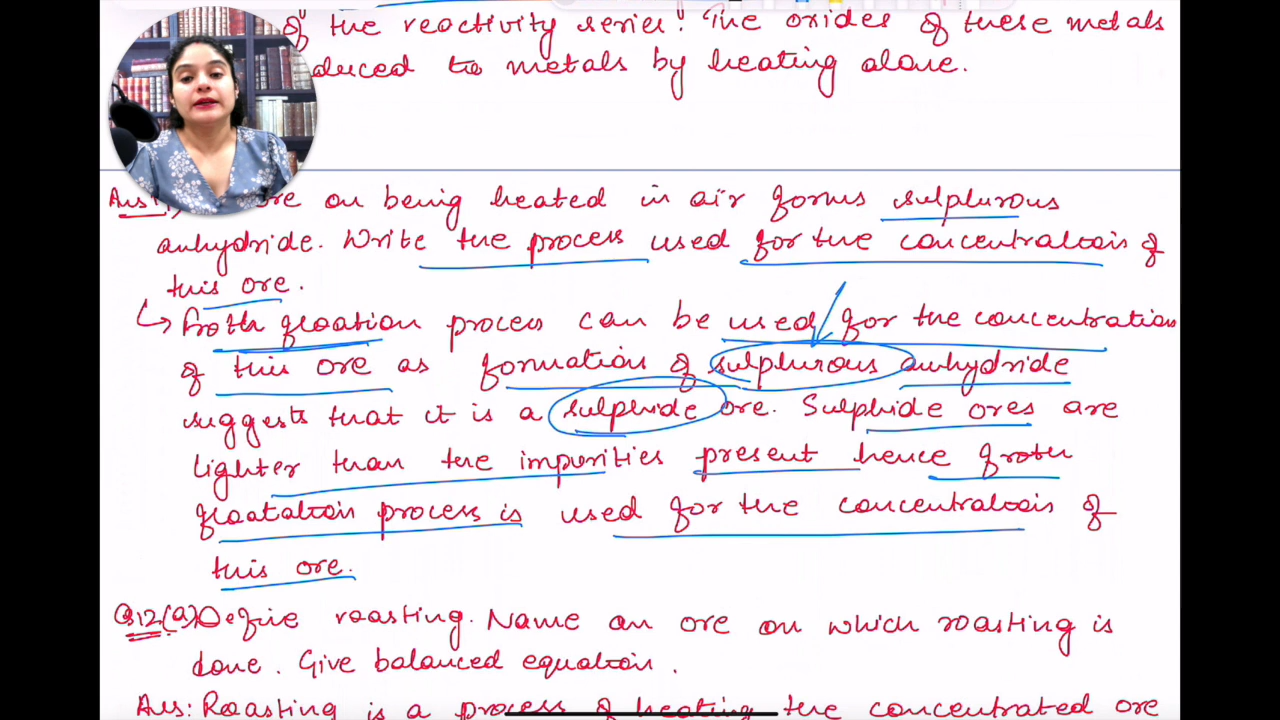 of the reactivity series". The oxides of these metals
duced to metals by heating alone.
ore on being heated in air forms sulphurous
anhydride. Write the process used for the concentration of
this ore.
↳ Froth floation process can be used for the concentration
of this ore as formation of sulphurous anhydride
suggests that it is a sulphide ore. Sulphide ores are
lighter than the impurities present hence froth
floatation process is used for the concentration of
this ore.
Q12(a) Define roasting. Name an ore on which roasting is
done. Give balanced equation.
Ans: Roasting is a process of heating the concentrated ore